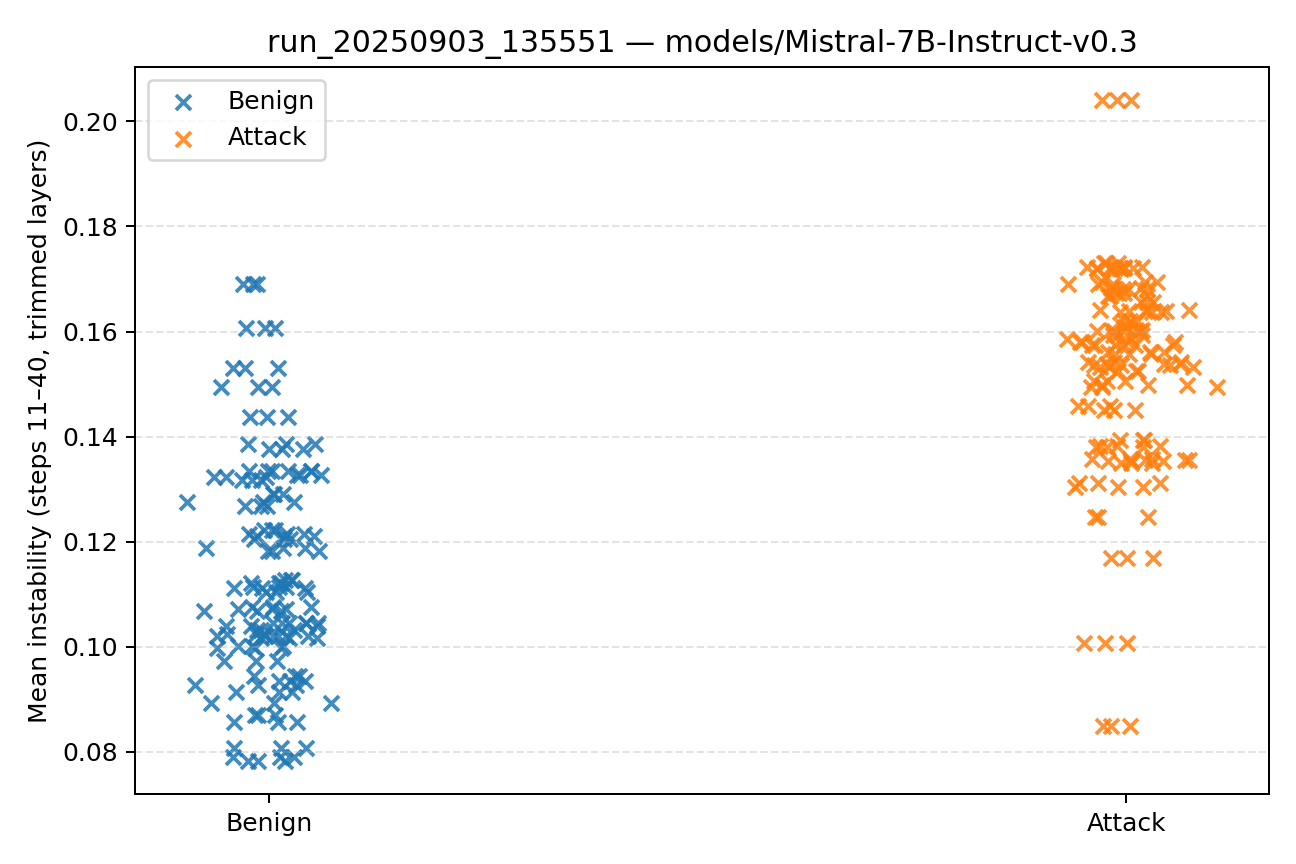 run_20250903_135551 — models/Mistral-7B-Instruct-v0.3
Benign
Attack
Mean instability (steps 11–40, trimmed layers)
0.20
0.18
0.16
0.14
0.12
0.10
0.08
Benign
Attack